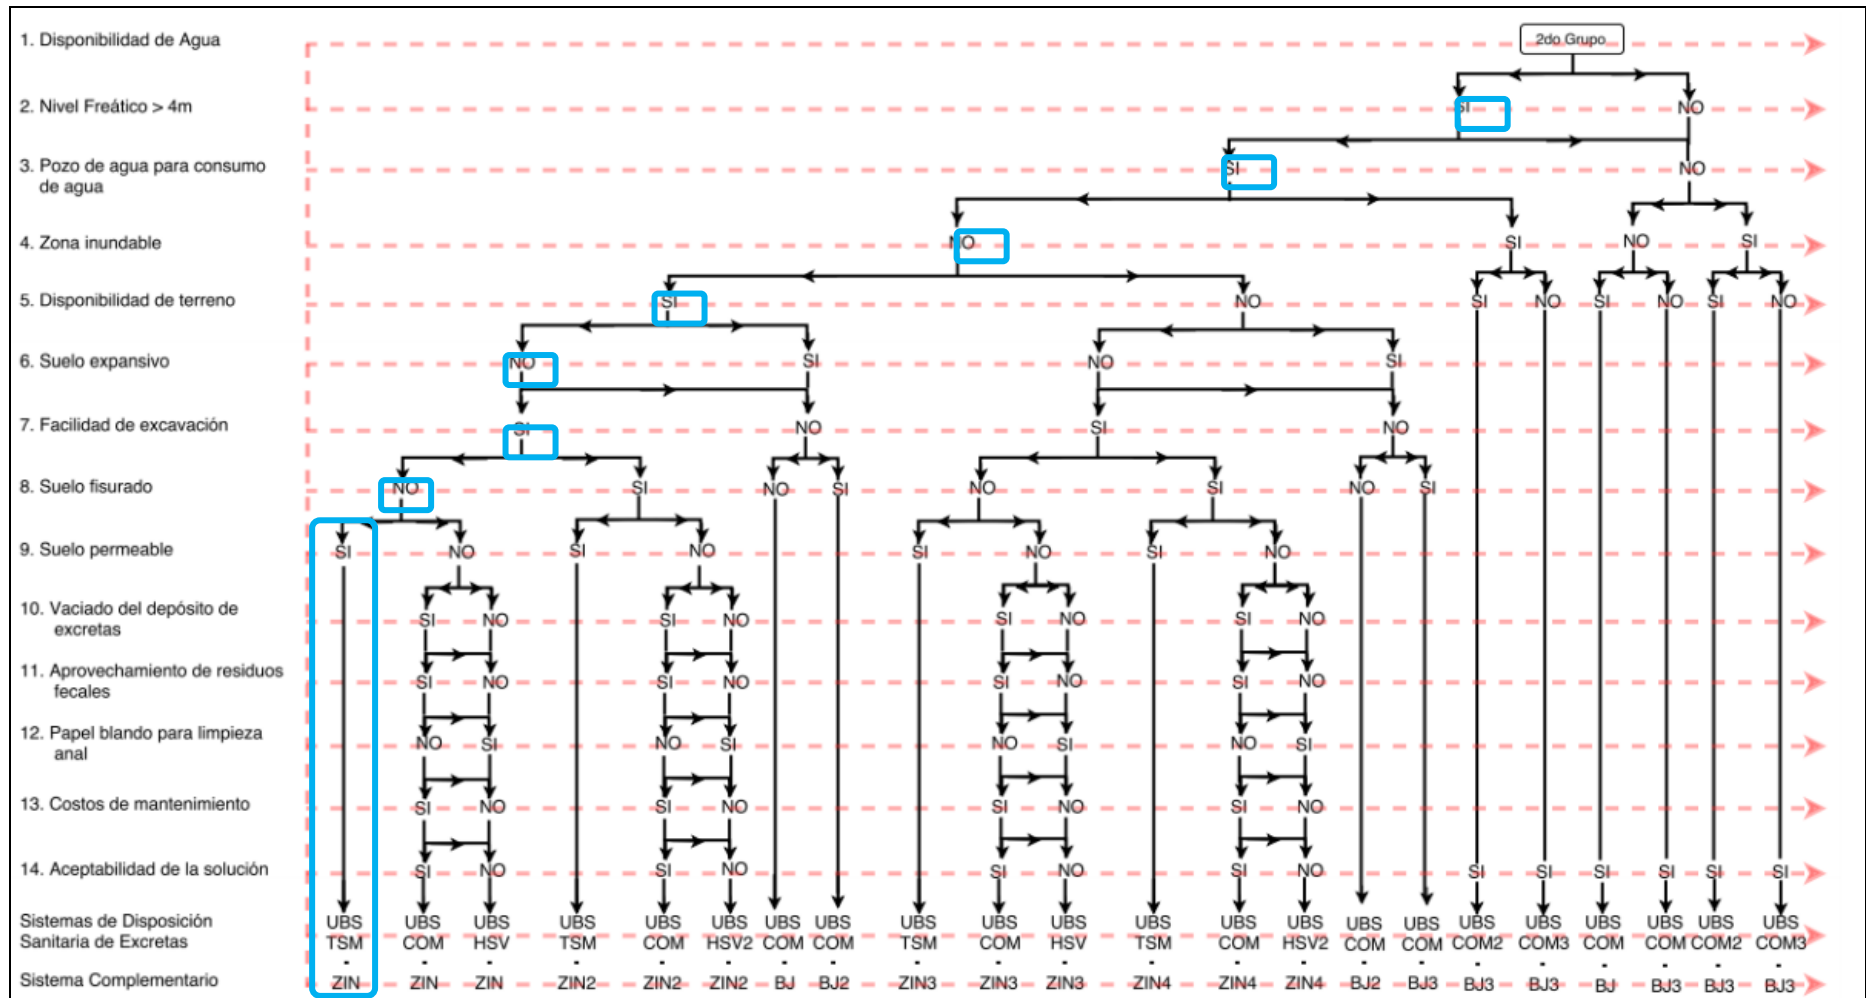 1. Disponibilidad de Agua
2do Grupo
2. Nivel Freático > 4m
SI NO
3. Pozo de agua para consumo
de agua
SI NO
4. Zona inundable
NO SI NO SI
5. Disponibilidad de terreno
SI NO SI NO SI NO SI NO
6. Suelo expansivo
NO SI NO SI
7. Facilidad de excavación
SI NO SI NO
8. Suelo fisurado
NO SI NO SI NO SI NO SI
9. Suelo permeable
SI NO SI NO SI NO SI NO
10. Vaciado del depósito de
excretas
SI NO SI NO SI NO SI NO
11. Aprovechamiento de residuos
fecales
SI NO SI NO SI NO SI NO
12. Papel blando para limpieza
anal
NO SI NO SI NO SI NO SI
13. Costos de mantenimiento
SI NO SI NO SI NO SI NO
14. Aceptabilidad de la solución
SI NO SI NO SI NO SI NO SI SI SI SI SI SI
Sistemas de Disposición
Sanitaria de Excretas
UBS UBS UBS UBS UBS UBS UBS UBS UBS UBS UBS UBS UBS UBS UBS UBS UBS UBS UBS UBS UBS UBS
TSM COM HSV TSM COM HSV2 COM COM TSM COM HSV TSM COM HSV2 COM COM COM2 COM3 COM COM COM2 COM3
- - - - - - - - - - - - - - - - - - - - - -
Sistema Complementario
ZIN ZIN ZIN ZIN2 ZIN2 ZIN2 BJ BJ2 ZIN3 ZIN3 ZIN3 ZIN4 ZIN4 ZIN4 BJ2 BJ3 BJ3 BJ3 BJ BJ3 BJ3 BJ3